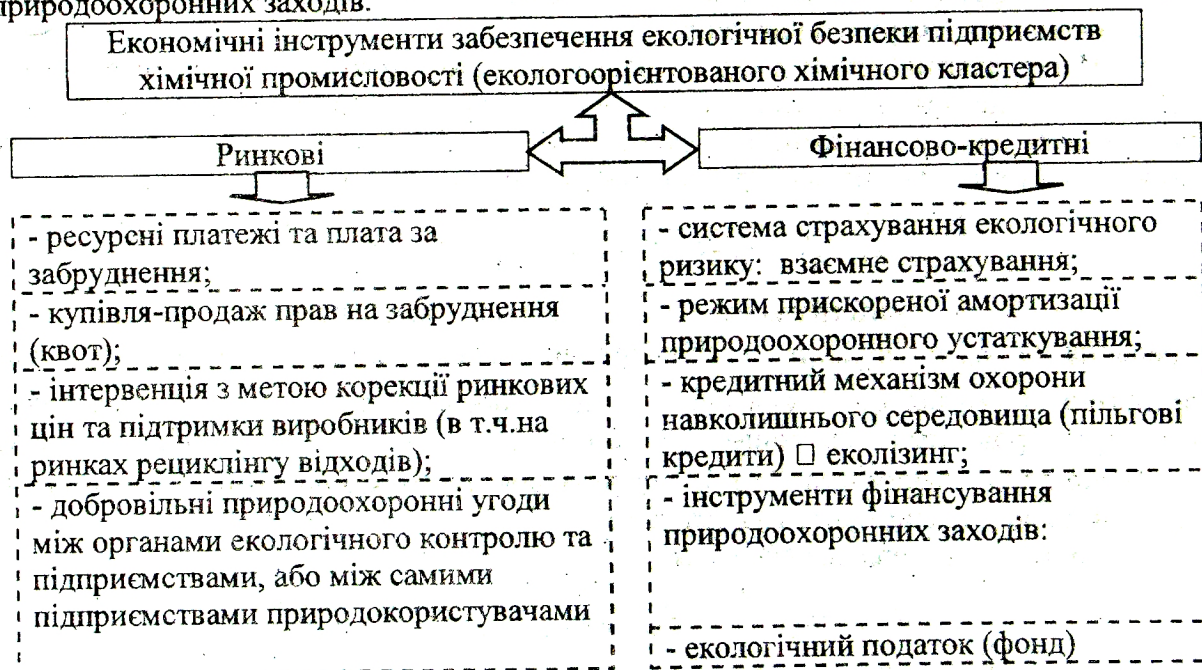 природоохоронних заходів.
Економічні інструменти забезпечення екологічної безпеки підприємств
хімічної промисловості (екологоорієнтованого хімічного кластера)
Ринкові
Фінансово-кредитні
- ресурсні платежі та плата за
забруднення;
- купівля-продаж прав на забруднення
(квот);
- інтервенція з метою корекції ринкових
цін та підтримки виробників (в т.ч.на
ринках рециклінгу відходів);
- добровільні природоохоронні угоди
між органами екологічного контролю та
підприємствами, або між самими
підприємствами природокористувачами
- система страхування екологічного
ризику: взаємне страхування;
- режим прискореної амортизації
природоохоронного устаткування;
- кредитний механізм охорони
навколишнього середовища (пільгові
кредити) □ еколізинг;
- інструменти фінансування
природоохоронних заходів:
- екологічний податок (фонд)